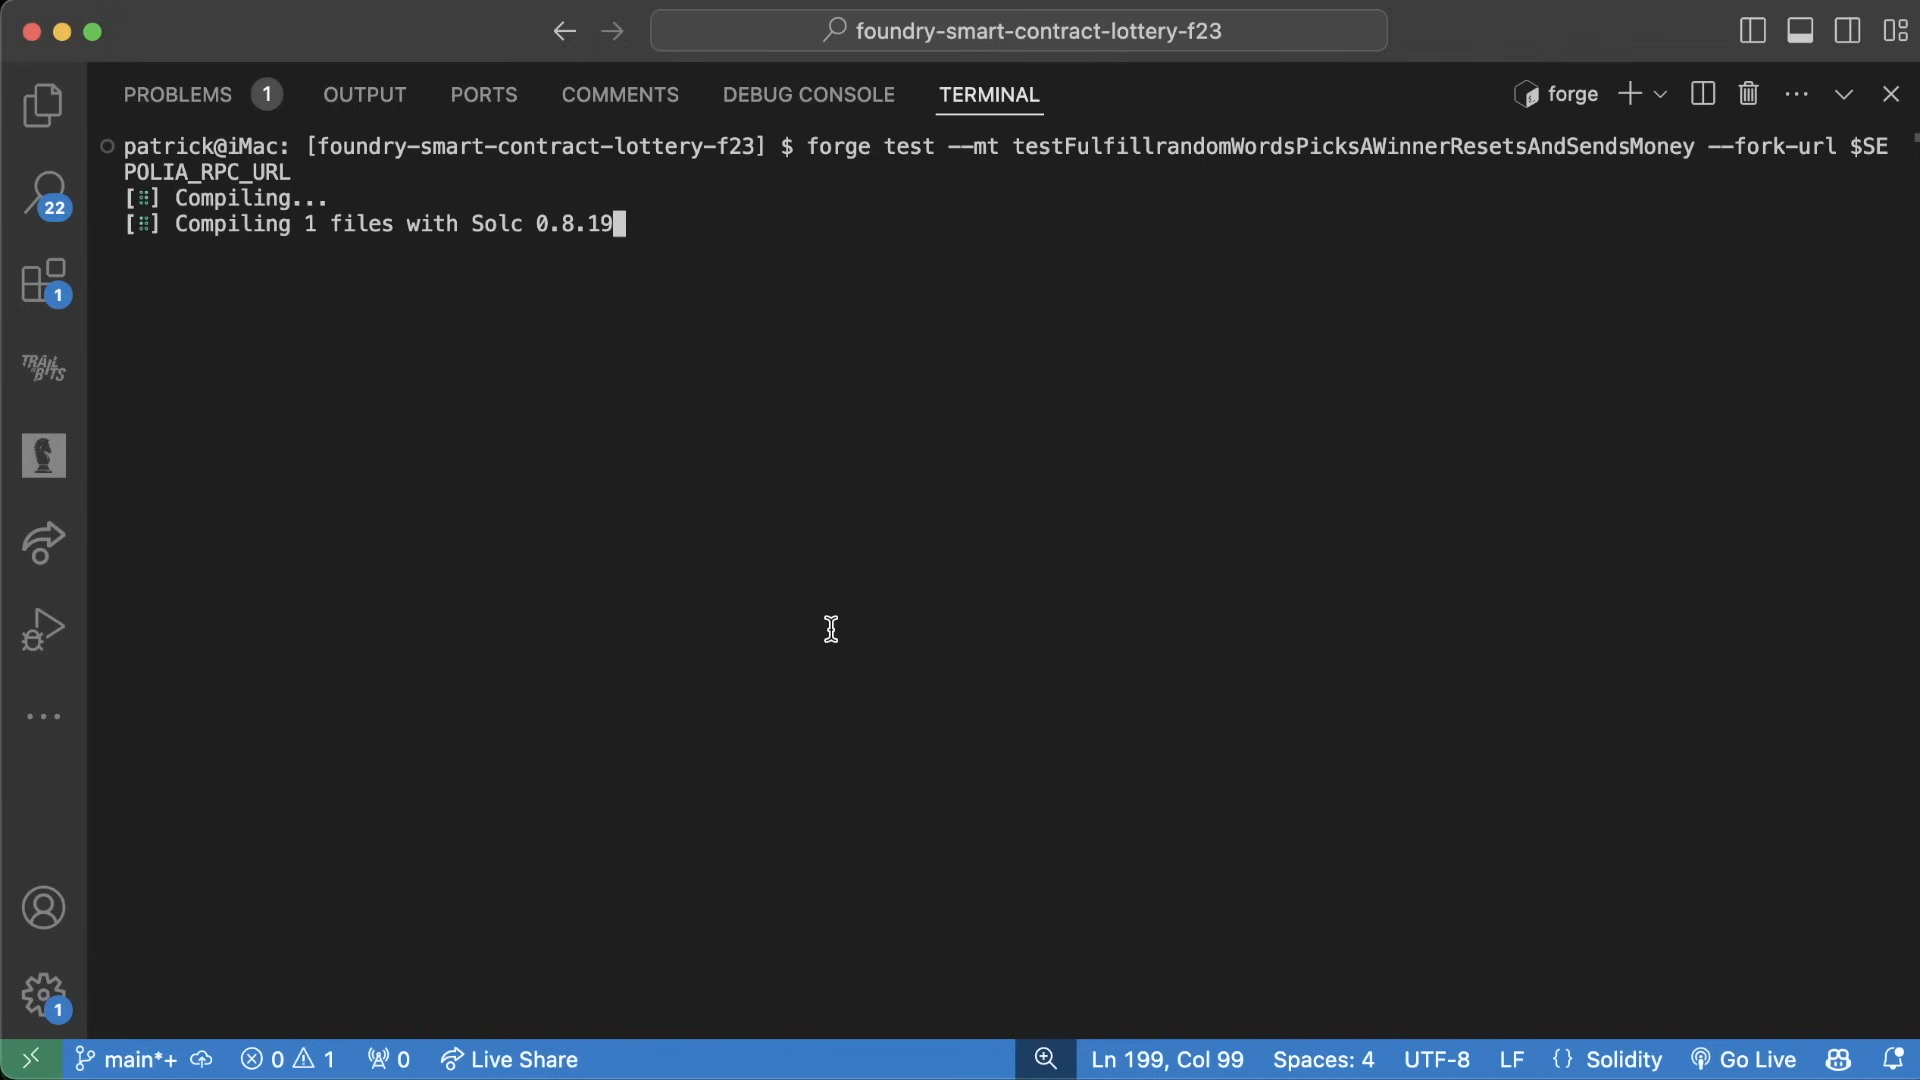 foundry-smart-contract-lottery-f23
PROBLEMS 1 OUTPUT PORTS COMMENTS DEBUG CONSOLE TERMINAL forge
patrick@iMac: [foundry-smart-contract-lottery-f23] $ forge test --mt testFulfillrandomWordsPicksAWinnerResetsAndSendsMoney --fork-url $SE
POLIA_RPC_URL
[⠿] Compiling...
[⠿] Compiling 1 files with Solc 0.8.19
22
1
TRAIL OF BITS
1
main*+ 0 1 0 Live Share Ln 199, Col 99 Spaces: 4 UTF-8 LF {} Solidity Go Live